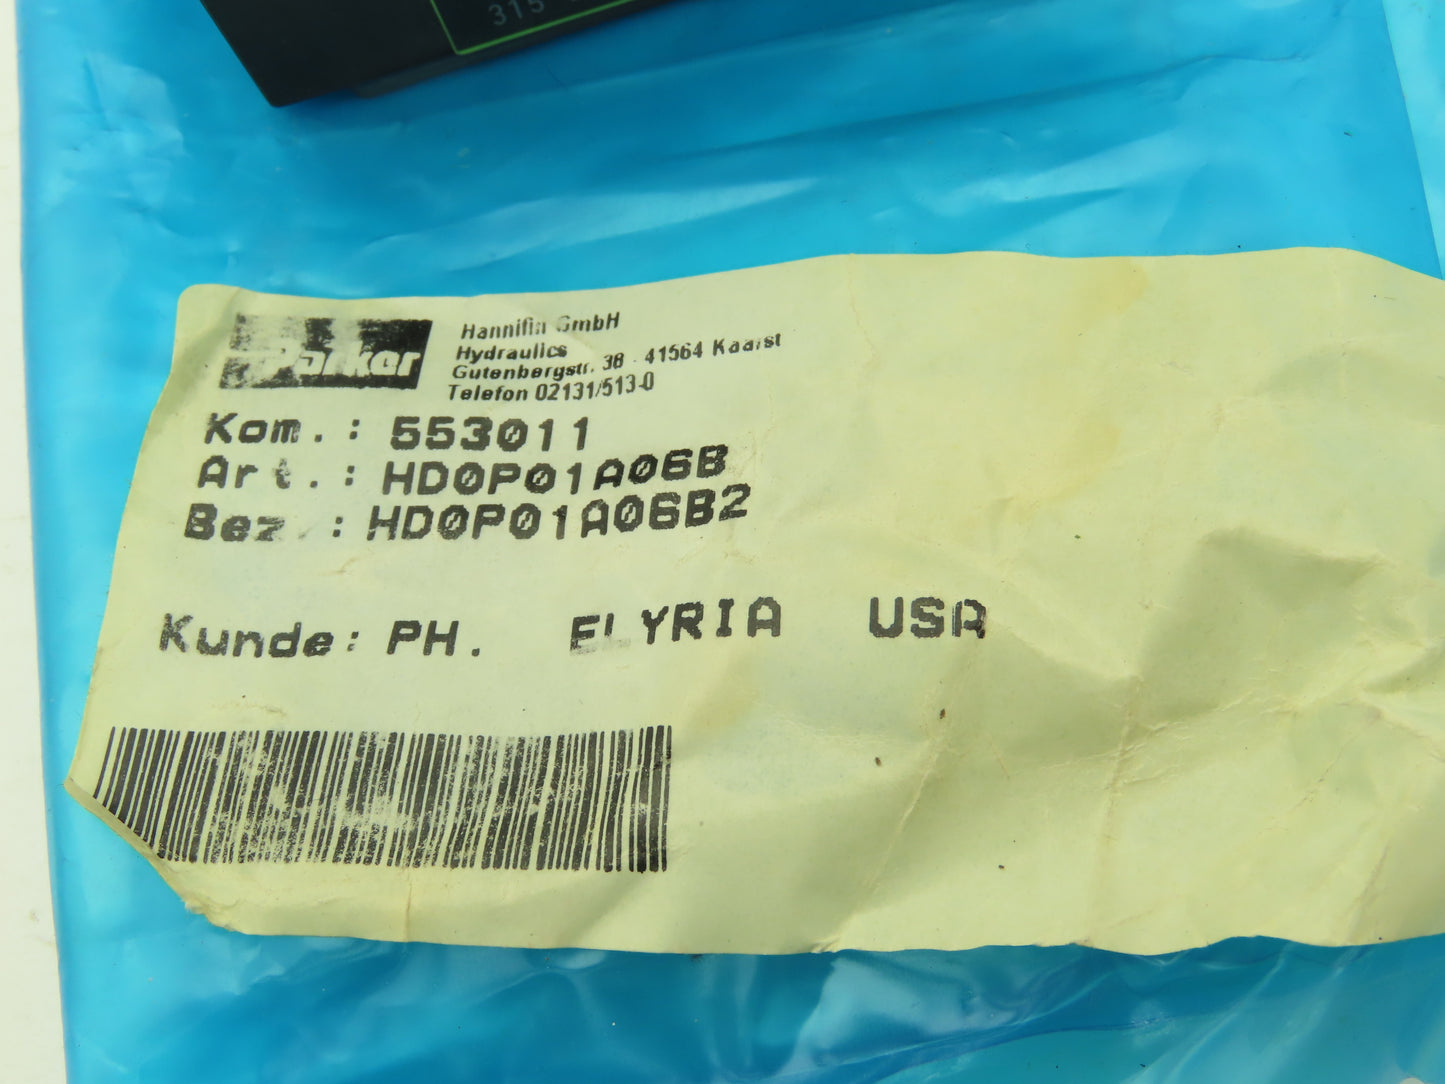 315
Parker
Hannifin GmbH
Hydraulics
Gutenbergstr. 38 - 41564 Kaarst
Telefon 02131/513-0
Kom.: 553011
Art.: HD0P01A06B
Bez.: HD0P01A06B2
Kunde: PH. ELYRIA USA